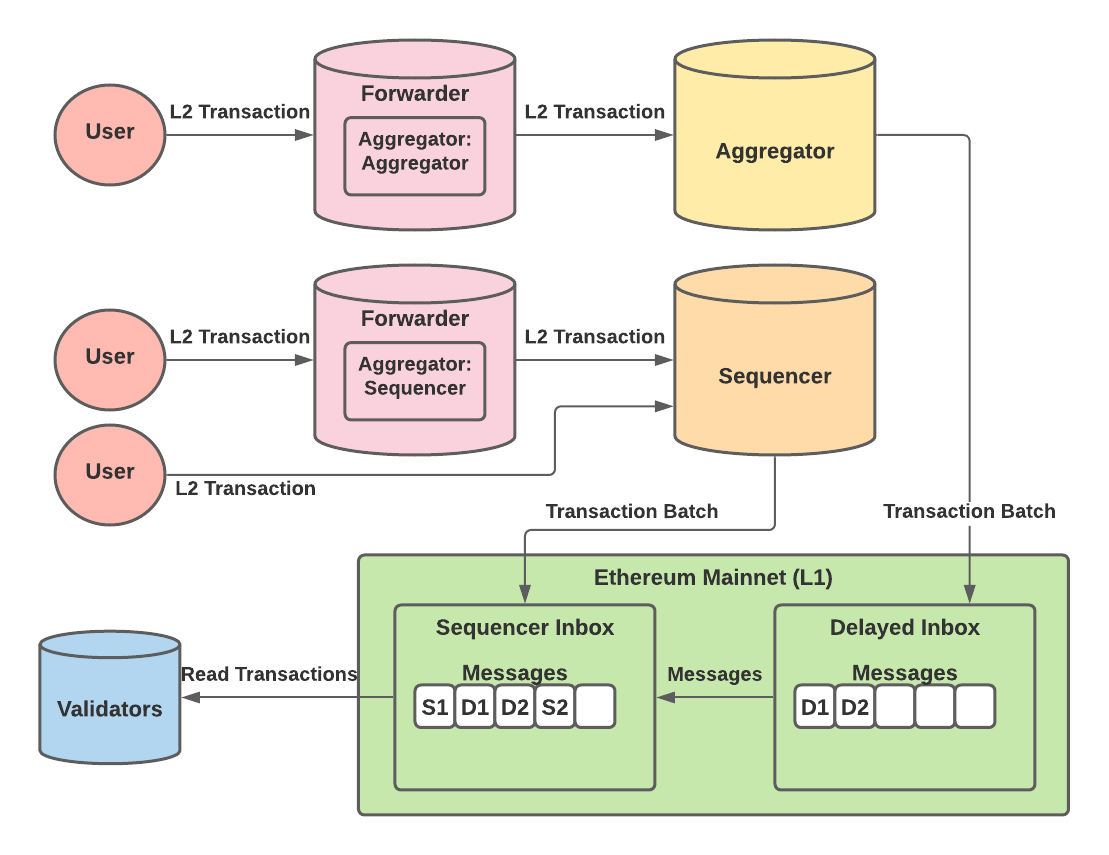 User
L2 Transaction
Forwarder
Aggregator:
Aggregator
L2 Transaction
Aggregator
User
L2 Transaction
Forwarder
Aggregator:
Sequencer
L2 Transaction
Sequencer
User
L2 Transaction
Transaction Batch
Transaction Batch
Ethereum Mainnet (L1)
Sequencer Inbox
Messages
S1 D1 D2 S2
Messages
Delayed Inbox
Messages
D1 D2
Read Transactions
Validators